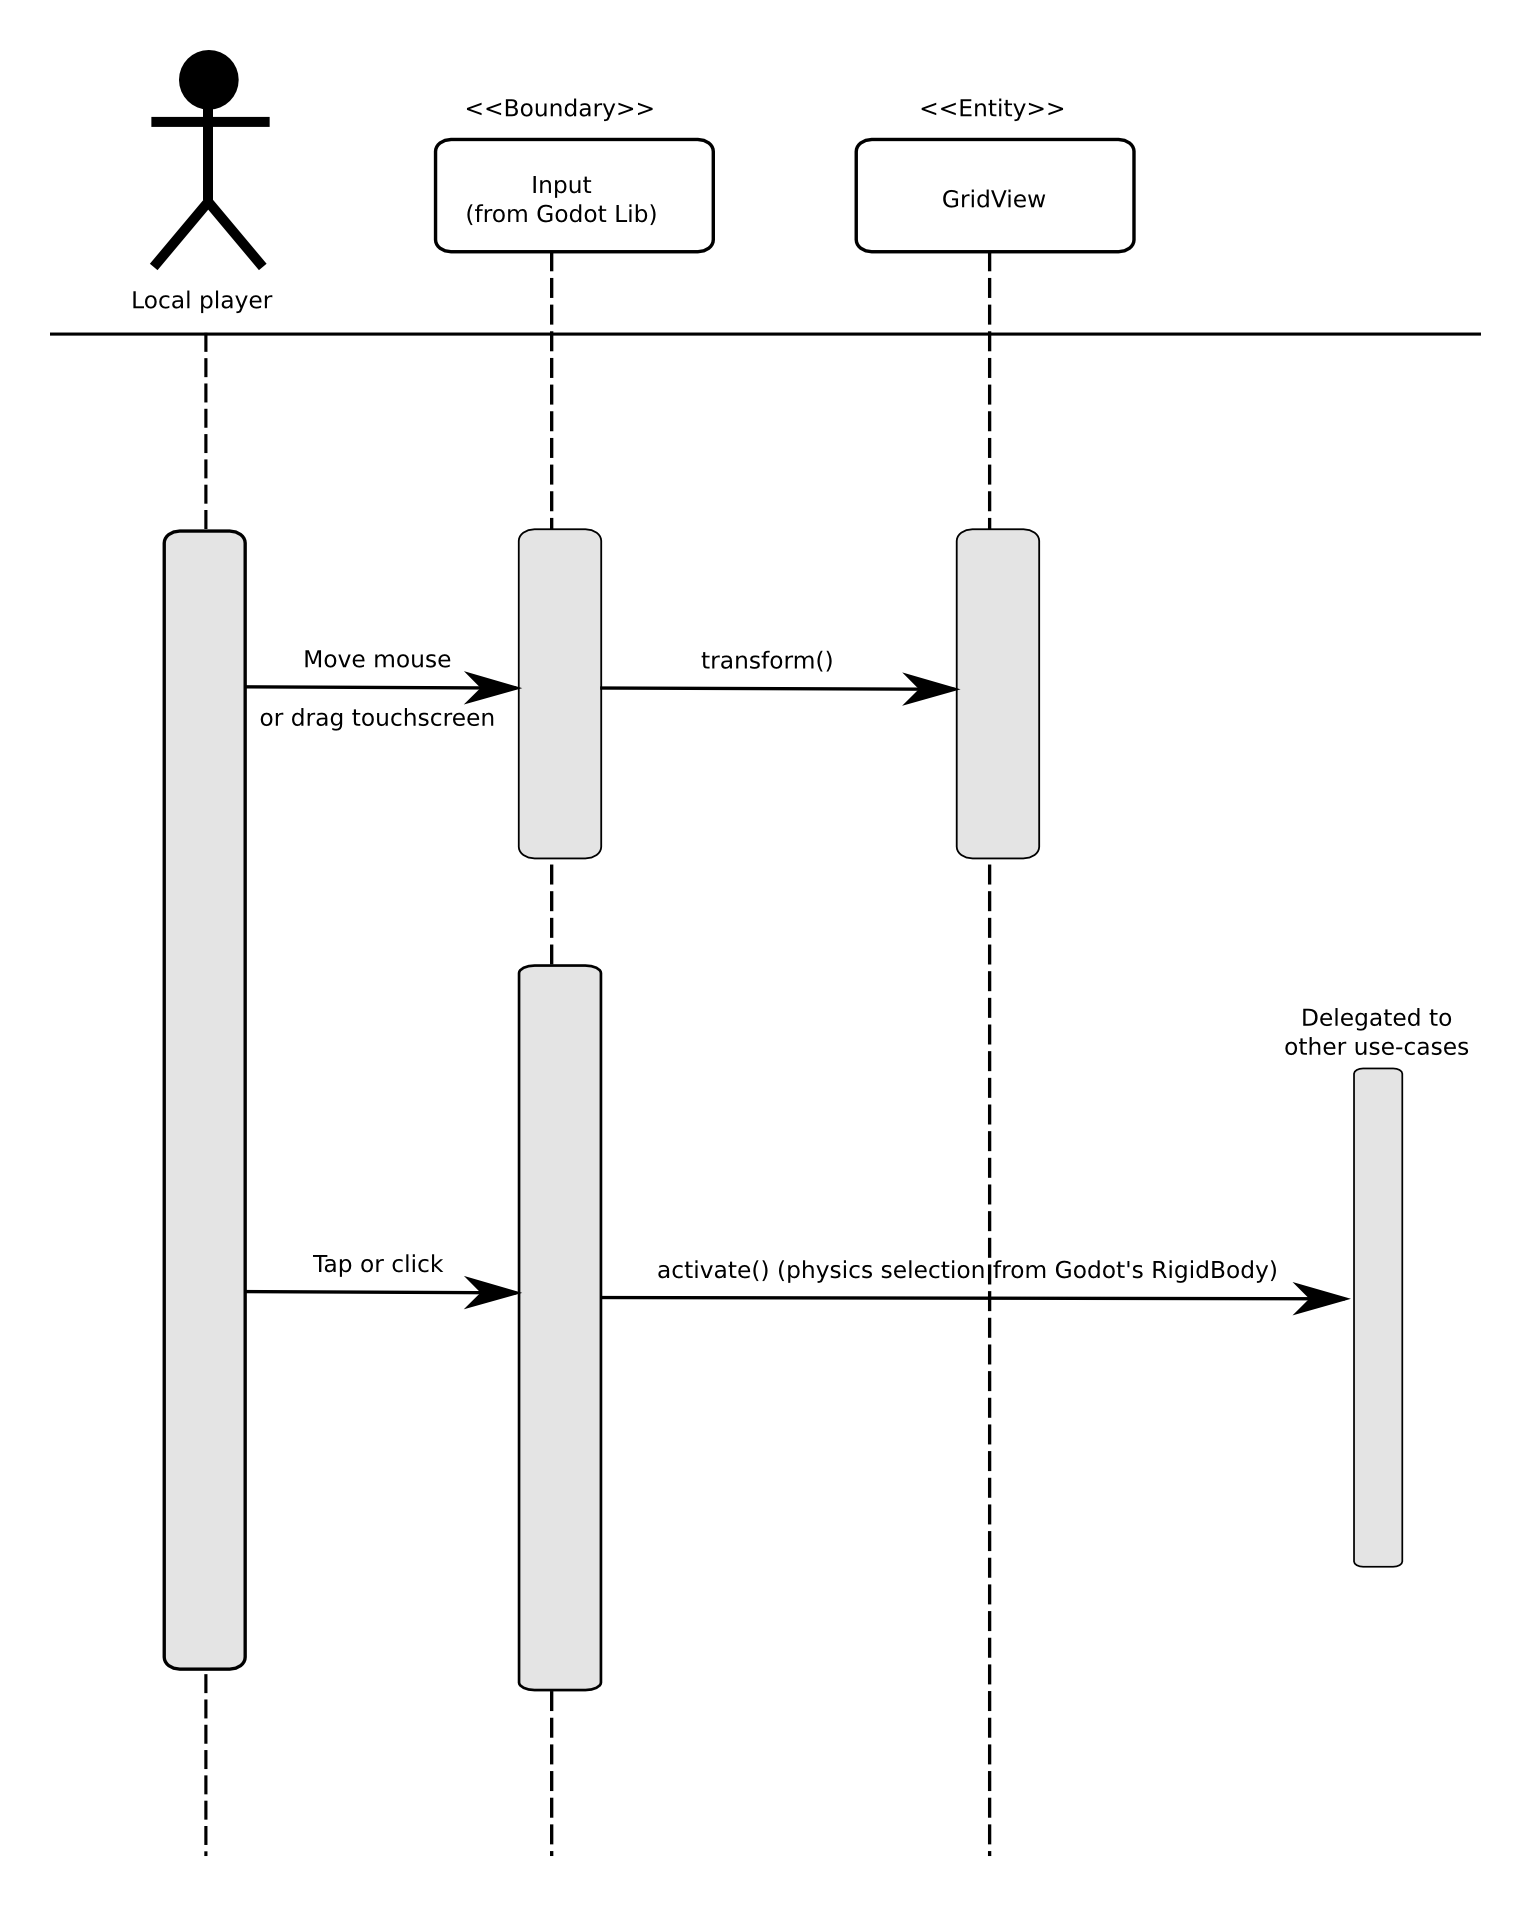 <<Boundary>>
<<Entity>>
Input
(from Godot Lib)
GridView
Local player
Move mouse
or drag touchscreen
transform()
Delegated to
other use-cases
Tap or click
activate() (physics selection from Godot's RigidBody)